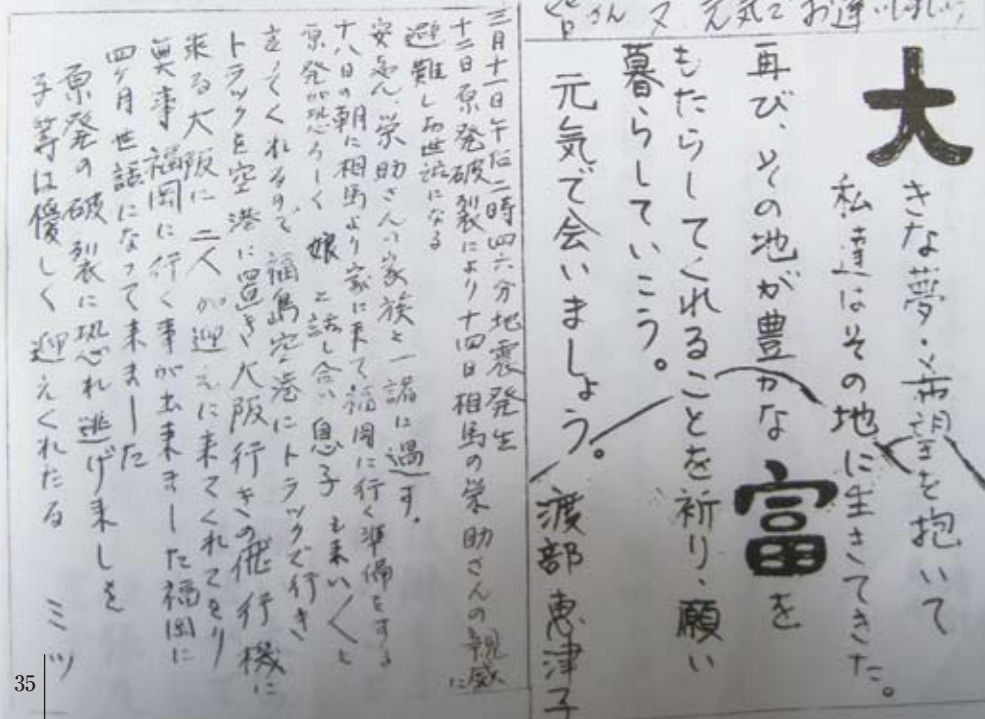 皆さん 又 元気で お逢いしましょう
大きな夢・希望を抱いて
私達はその地に生きてきた。
再び、その地が豊かな富を
もたらしてくれることを祈り、願い
暮らしていこう。
元気で会いましょう。 渡部恵津子
三月十一日午后二時四六分地震発生
十二日原発破裂により十四日相馬の栄助さんの親戚に
避難しお世話になる
栄助さんの家族と一諸に過す。
十八日の朝に相馬より家に来て福岡に行く準備をする
原発が恐ろしく 娘と話し合い息子も来い〱と
云ってくれるので福島空港にトラックで行き
トラックを空港に置き大阪行きの飛行機に
乗る大阪に二人が迎えに来てくれてをり
無事福岡に行く事が出来ました福岡に
四ヶ月世話になって来ました
原発の破裂に恐れ逃げ来しを
子等は優しく迎えくれたる ミツ
35